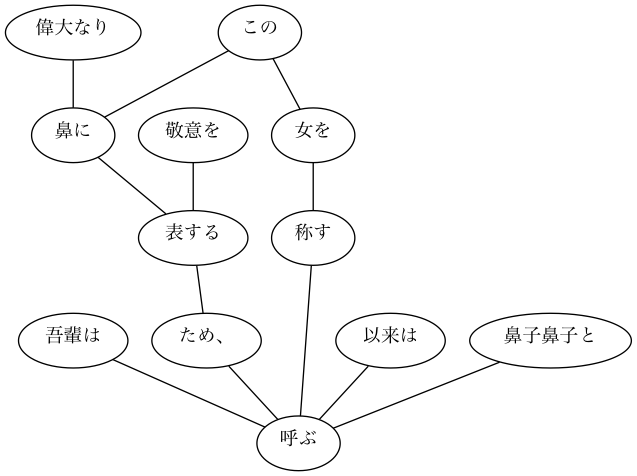 偉大なり
この
鼻に
敬意を
女を
表する
称す
吾輩は
ため、
以来は
鼻子鼻子と
呼ぶ